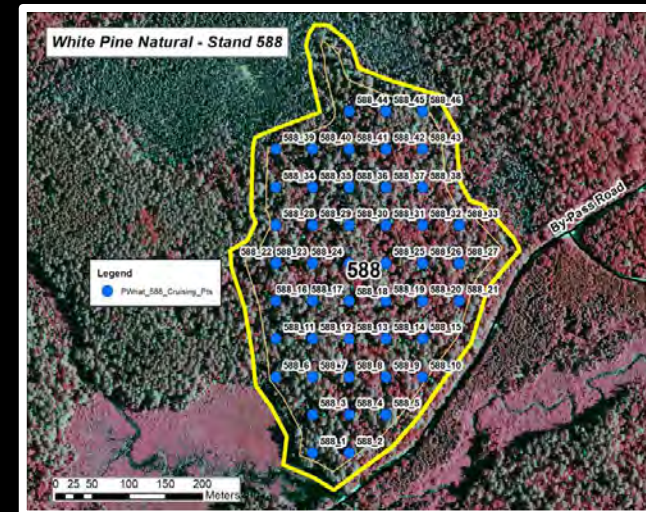 White Pine Natural - Stand 588
588_44 588_45 588_46
588_39 588_40 588_41 588_42 588_43
588_34 588_35 588_36 588_37 588_38
By-Pass Road
588_28 588_29 588_30 588_31 588_32 588_33
588_22 588_23 588_24 588_25 588_26 588_27
588
Legend
PWnat_588_Cruising_Pts
588_16 588_17 588_18 588_19 588_20 588_21
588_11 588_12 588_13 588_14 588_15
588_6 588_7 588_8 588_9 588_10
588_3 588_4 588_5
588_1 588_2
0 25 50 100 150 200
Meters